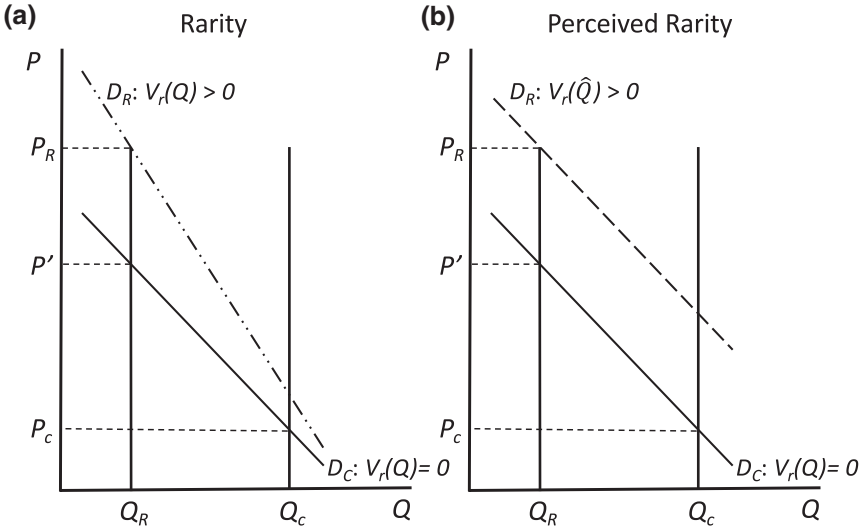 (a)
Rarity
P
D_R: V_r(Q) > 0
P_R
P’
P_c
D_C: V_r(Q)= 0
Q_R
Q_c
Q
(b)
Perceived Rarity
P
D_R: V_r(Q̂) > 0
P_R
P’
P_c
D_C: V_r(Q)= 0
Q_R
Q_c
Q